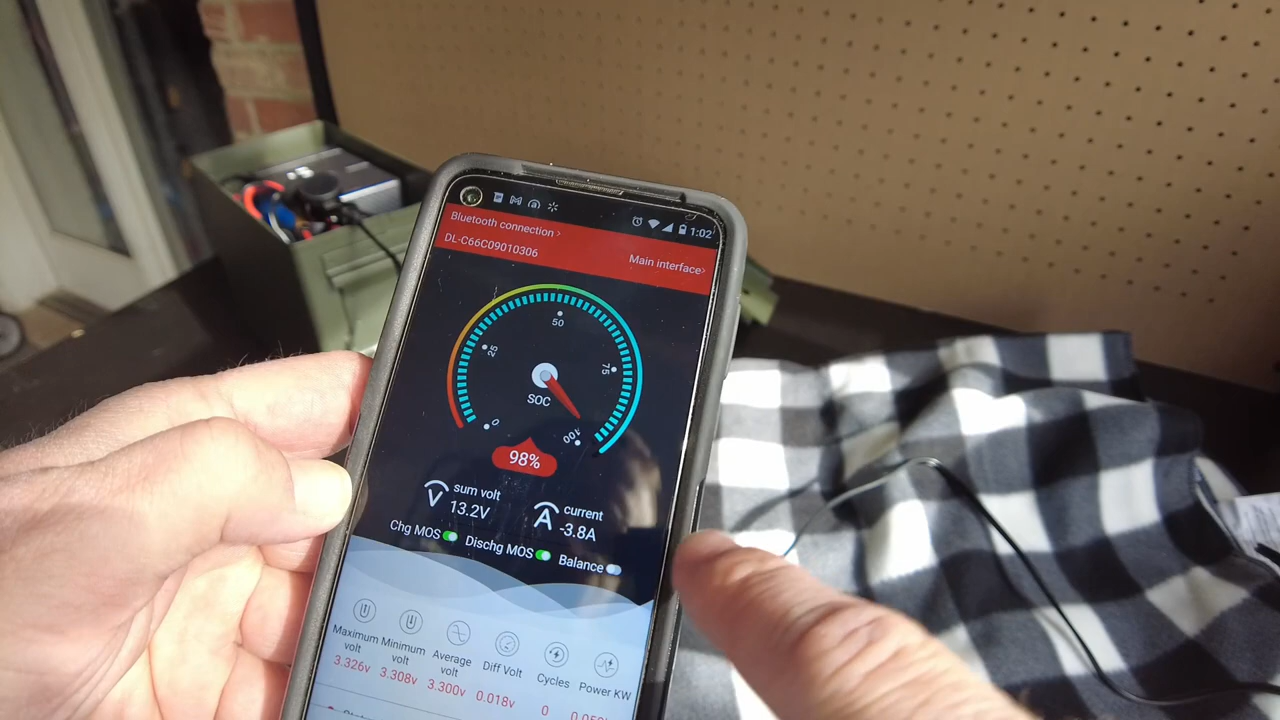 1:02
Bluetooth connection >
DL-C66C09010306
Main interface>
50
25
75
SOC
0
100
98%
sum volt
13.2V
current
-3.8A
Chg MOS
Dischg MOS
Balance
Maximum volt
3.326v
Minimum volt
3.308v
Average volt
3.300v
Diff Volt
0.018v
Cycles
0
Power KW